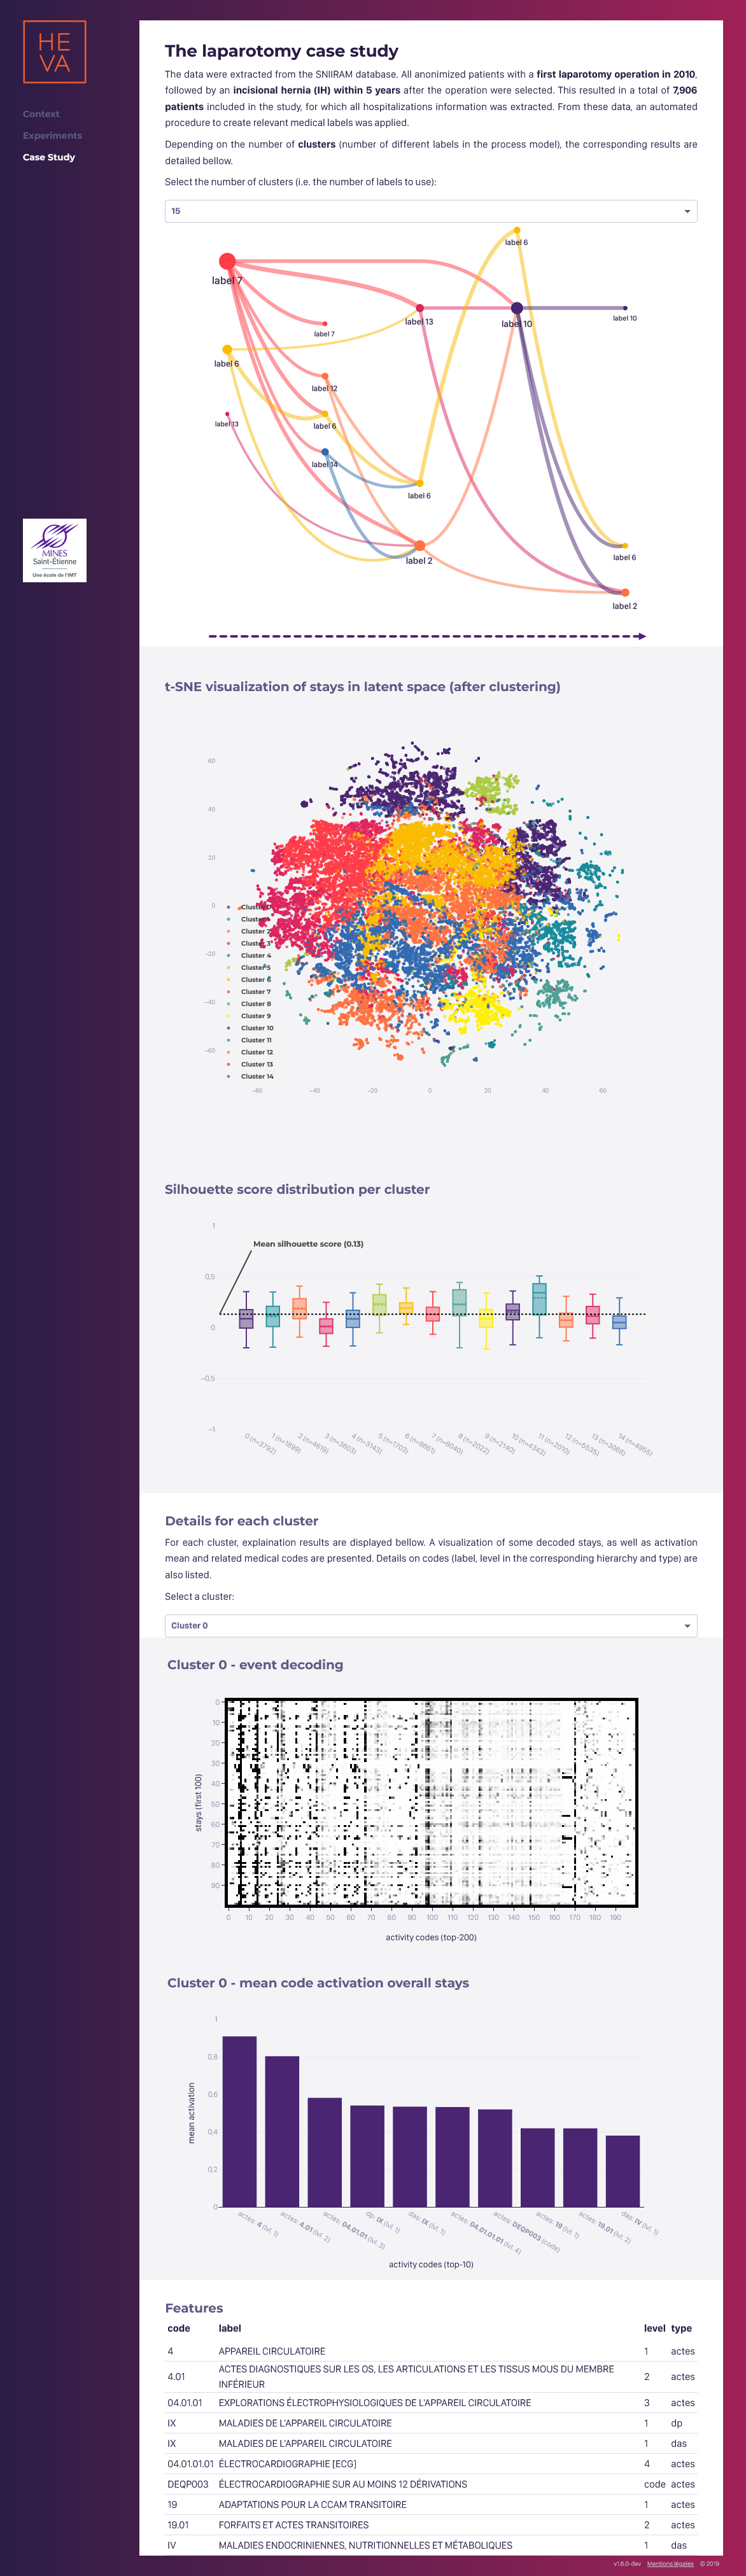 HE
VA
Context
Experiments
Case Study
MINES
Saint-Étienne
Une école de l'IMT
The laparotomy case study
The data were extracted from the SNIIRAM database. All anonimized patients with a first laparotomy operation in 2010,
followed by an incisional hernia (IH) within 5 years after the operation were selected. This resulted in a total of 7,906
patients included in the study, for which all hospitalizations information was extracted. From these data, an automated
procedure to create relevant medical labels was applied.
Depending on the number of clusters (number of different labels in the process model), the corresponding results are
detailed bellow.
Select the number of clusters (i.e. the number of labels to use):
15
label 6
label 7
label 13
label 10
label 10
label 7
label 6
label 12
label 13
label 6
label 14
label 6
label 2
label 6
label 2
t-SNE visualization of stays in latent space (after clustering)
60
40
20
0
−20
−40
−60
Cluster 0
Cluster 1
Cluster 2
Cluster 3
Cluster 4
Cluster 5
Cluster 6
Cluster 7
Cluster 8
Cluster 9
Cluster 10
Cluster 11
Cluster 12
Cluster 13
Cluster 14
−60 −40 −20 0 20 40 60
Silhouette score distribution per cluster
1
Mean silhouette score (0.13)
0.5
0
−0.5
−1
0 (n=3792) 1 (n=1899) 2 (n=4619) 3 (n=3603) 4 (n=3143) 5 (n=1703) 6 (n=6661) 7 (n=6040) 8 (n=2022) 9 (n=2140) 10 (n=4343) 11 (n=2010) 12 (n=5535) 13 (n=3068) 14 (n=4955)
Details for each cluster
For each cluster, explaination results are displayed bellow. A visualization of some decoded stays, as well as activation
mean and related medical codes are presented. Details on codes (label, level in the corresponding hierarchy and type) are
also listed.
Select a cluster:
Cluster 0
Cluster 0 - event decoding
stays (first 100)
0
10
20
30
40
50
60
70
80
90
0 10 20 30 40 50 60 70 80 90 100 110 120 130 140 150 160 170 180 190
activity codes (top-200)
Cluster 0 - mean code activation overall stays
mean activation
1
0.8
0.6
0.4
0.2
0
actes: 4 (lvl. 1) actes: 4.01 (lvl. 2) actes: 04.01.01 (lvl. 3) dp: IX (lvl. 1) das: IX (lvl. 1) actes: 04.01.01.01 (lvl. 4) actes: DEQP003 (code) actes: 19 (lvl. 1) actes: 19.01 (lvl. 2) das: IV (lvl. 1)
activity codes (top-10)
Features
code label level type
4 APPAREIL CIRCULATOIRE 1 actes
4.01 ACTES DIAGNOSTIQUES SUR LES OS, LES ARTICULATIONS ET LES TISSUS MOUS DU MEMBRE
INFÉRIEUR 2 actes
04.01.01 EXPLORATIONS ÉLECTROPHYSIOLOGIQUES DE L'APPAREIL CIRCULATOIRE 3 actes
IX MALADIES DE L'APPAREIL CIRCULATOIRE 1 dp
IX MALADIES DE L'APPAREIL CIRCULATOIRE 1 das
04.01.01.01 ÉLECTROCARDIOGRAPHIE [ECG] 4 actes
DEQP003 ÉLECTROCARDIOGRAPHIE SUR AU MOINS 12 DÉRIVATIONS code actes
19 ADAPTATIONS POUR LA CCAM TRANSITOIRE 1 actes
19.01 FORFAITS ET ACTES TRANSITOIRES 2 actes
IV MALADIES ENDOCRINIENNES, NUTRITIONNELLES ET MÉTABOLIQUES 1 das
v1.6.0-dev Mentions légales © 2019